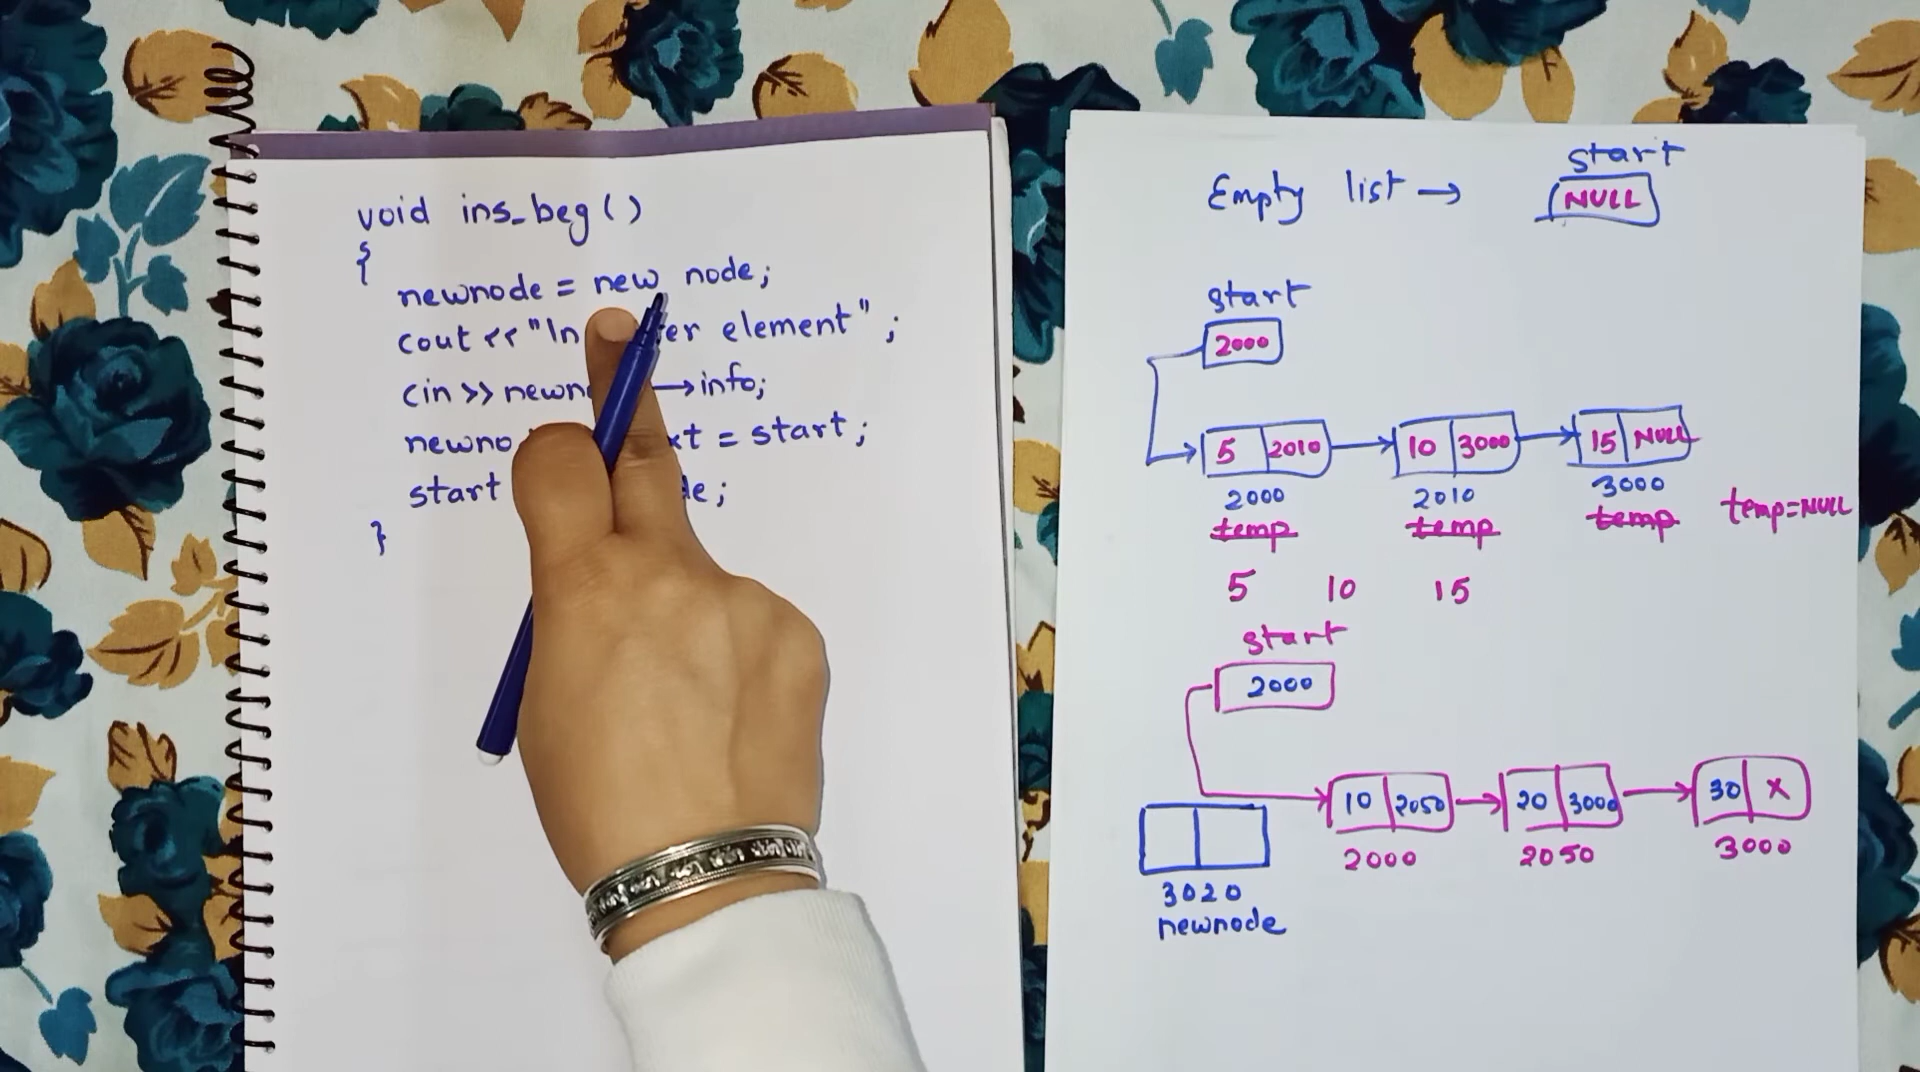 void ins_beg()
{
newnode = new node;
cout << "In er element";
cin >> newn →info;
newno xt = start;
start de;
}
Empty list → start
NULL
start
2000
5 2010 → 10 3000 → 15 NULL
2000 2010 3000
temp temp temp temp=NULL
5 10 15
start
2000
10 2050 → 20 3000 → 30 X
2000 2050 3000
3020
newnode